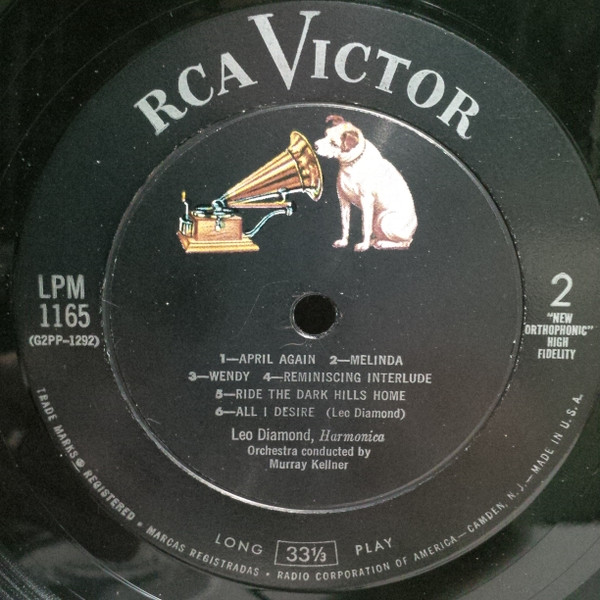 RCA VICTOR
LPM
1165
(G2PP-1292)
2
"NEW
ORTHOPHONIC"
HIGH
FIDELITY
1—APRIL AGAIN 2—MELINDA
3—WENDY 4—REMINISCING INTERLUDE
5—RIDE THE DARK HILLS HOME
6—ALL I DESIRE (Leo Diamond)
Leo Diamond, Harmonica
Orchestra conducted by
Murray Kellner
LONG 33⅓ PLAY
TRADE MARKS ® REGISTERED • MARCAS REGISTRADAS • RADIO CORPORATION OF AMERICA—CAMDEN, N. J.—MADE IN U.S.A.